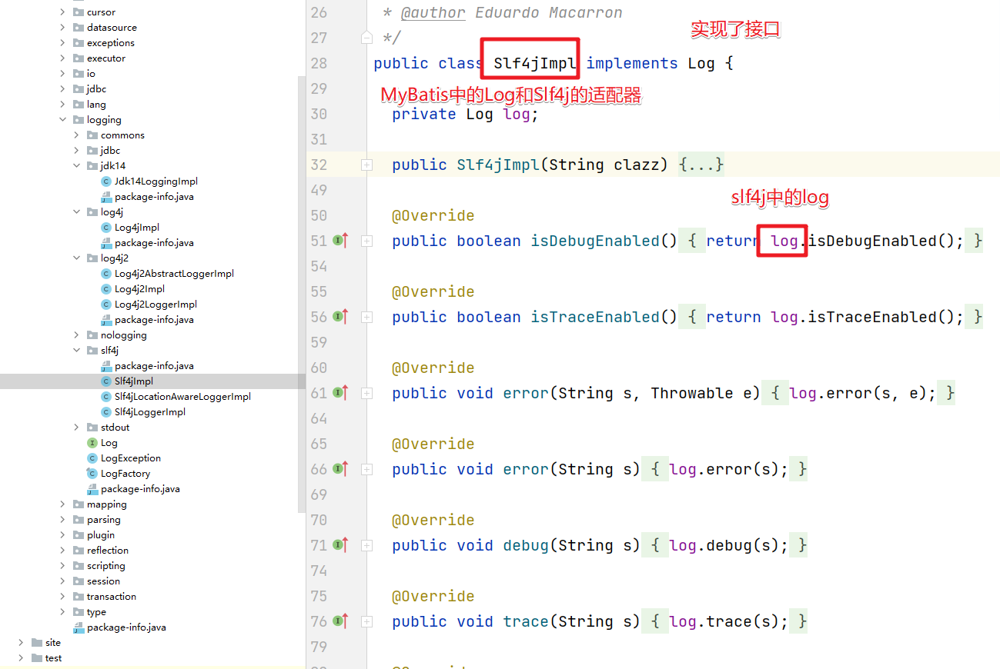 cursor
datasource
exceptions
executor
io
jdbc
lang
logging
commons
jdbc
jdk14
Jdk14LoggingImpl
package-info.java
log4j
Log4jImpl
package-info.java
log4j2
Log4j2AbstractLoggerImpl
Log4j2Impl
Log4j2LoggerImpl
package-info.java
nologging
slf4j
package-info.java
Slf4jImpl
Slf4jLocationAwareLoggerImpl
Slf4jLoggerImpl
stdout
Log
LogException
LogFactory
package-info.java
mapping
parsing
plugin
reflection
scripting
session
transaction
type
package-info.java
site
test
26 * @author Eduardo Macarron
实现了接口
27 */
28 public class Slf4jImpl implements Log {
29
MyBatis中的Log和Slf4j的适配器
30 private Log log;
31
32 public Slf4jImpl(String clazz) {...}
49
slf4j中的log
50 @Override
51 public boolean isDebugEnabled() { return log.isDebugEnabled(); }
54
55 @Override
56 public boolean isTraceEnabled() { return log.isTraceEnabled(); }
59
60 @Override
61 public void error(String s, Throwable e) { log.error(s, e); }
64
65 @Override
66 public void error(String s) { log.error(s); }
69
70 @Override
71 public void debug(String s) { log.debug(s); }
74
75 @Override
76 public void trace(String s) { log.trace(s); }
79